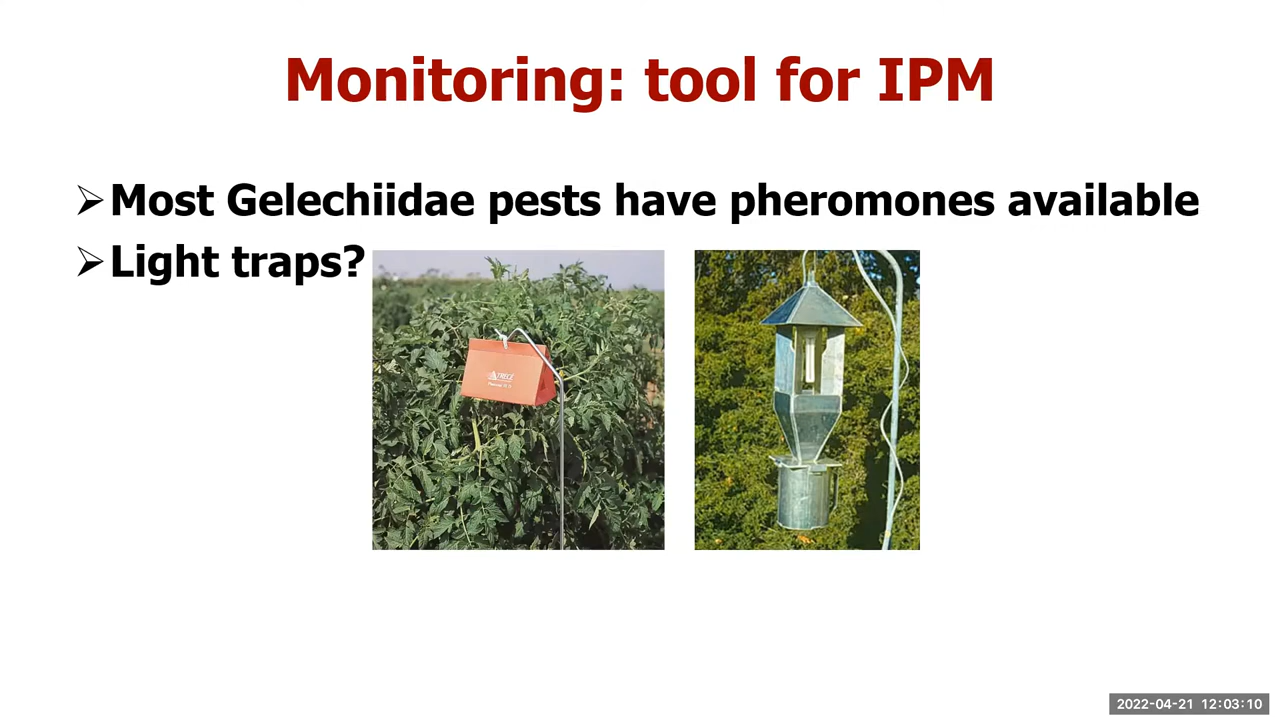 Monitoring: tool for IPM
➢Most Gelechiidae pests have pheromones available
➢Light traps?
TRÉCÉ
2022-04-21 12:03:10